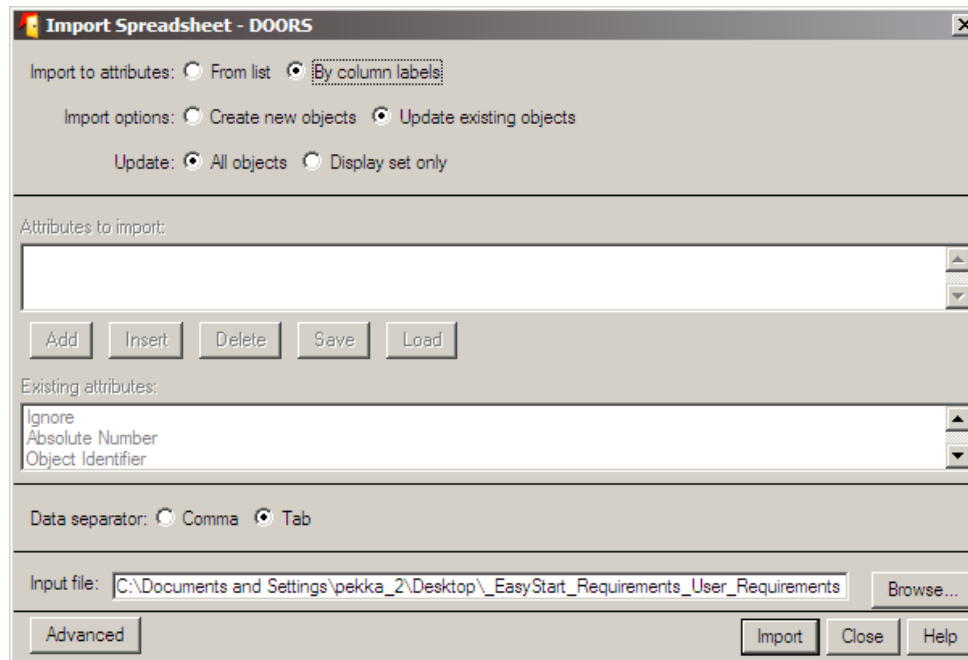 Import Spreadsheet - DOORS
Import to attributes: From list By column labels
Import options: Create new objects Update existing objects
Update: All objects Display set only
Attributes to import:
Add Insert Delete Save Load
Existing attributes:
Ignore
Absolute Number
Object Identifier
Data separator: Comma Tab
Input file: C:\Documents and Settings\pekka_2\Desktop\_EasyStart_Requirements_User_Requirements Browse...
Advanced Import Close Help